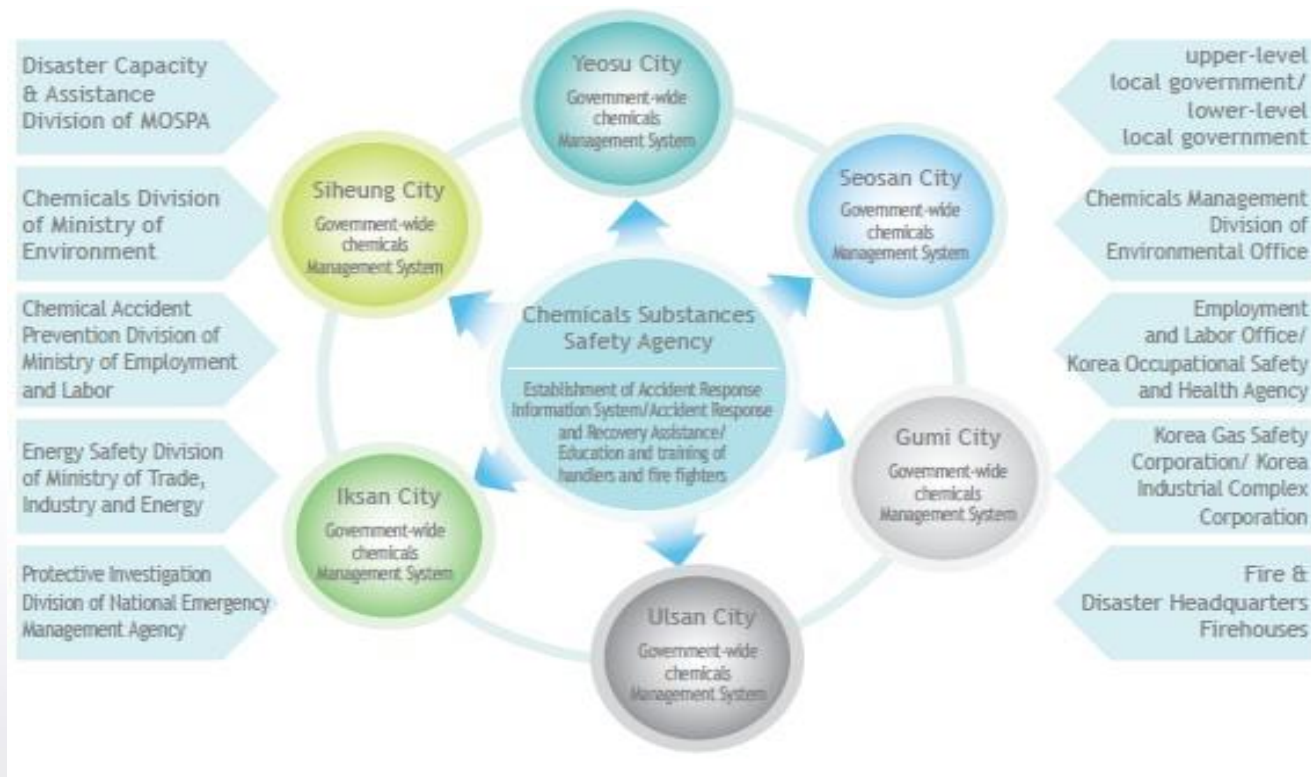 Disaster Capacity
& Assistance
Division of MOSPA
Chemicals Division
of Ministry of
Environment
Chemical Accident
Prevention Division of
Ministry of Employment
and Labor
Energy Safety Division
of Ministry of Trade,
Industry and Energy
Protective Investigation
Division of National Emergency
Management Agency
Yeosu City
Government-wide
chemicals
Management System
Siheung City
Government-wide
chemicals
Management System
Seosan City
Government-wide
chemicals
Management System
Chemicals Substances
Safety Agency
Establishment of Accident Response
Information System/Accident Response
and Recovery Assistance/
Education and training of
handlers and fire fighters
Gumi City
Government-wide
chemicals
Management System
Iksan City
Government-wide
chemicals
Management System
Ulsan City
Government-wide
chemicals
Management System
upper-level
local government/
lower-level
local government
Chemicals Management
Division of
Environmental Office
Employment
and Labor Office/
Korea Occupational Safety
and Health Agency
Korea Gas Safety
Corporation/ Korea
Industrial Complex
Corporation
Fire &
Disaster Headquarters
Firehouses